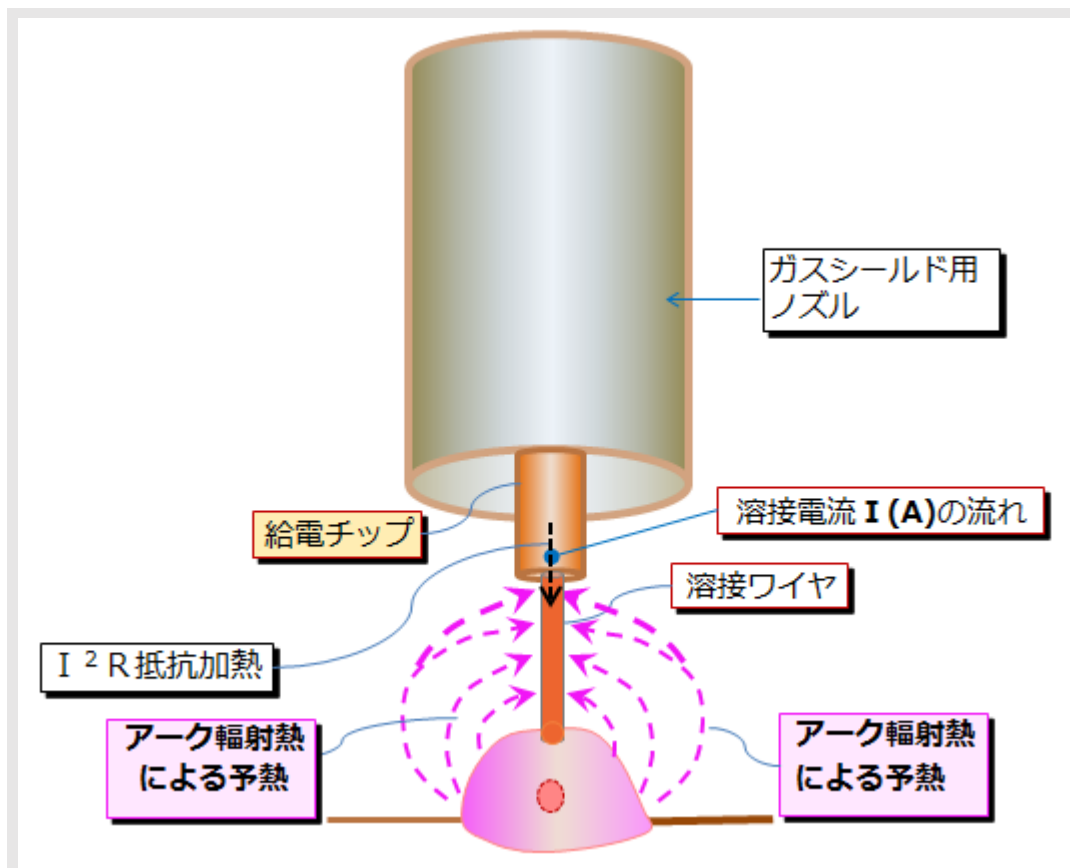 ガスシールド用
ノズル
溶接電流 I (A)の流れ
給電チップ
溶接ワイヤ
Ⅰ²R抵抗加熱
アーク輻射熱
による予熱
アーク輻射熱
による予熱